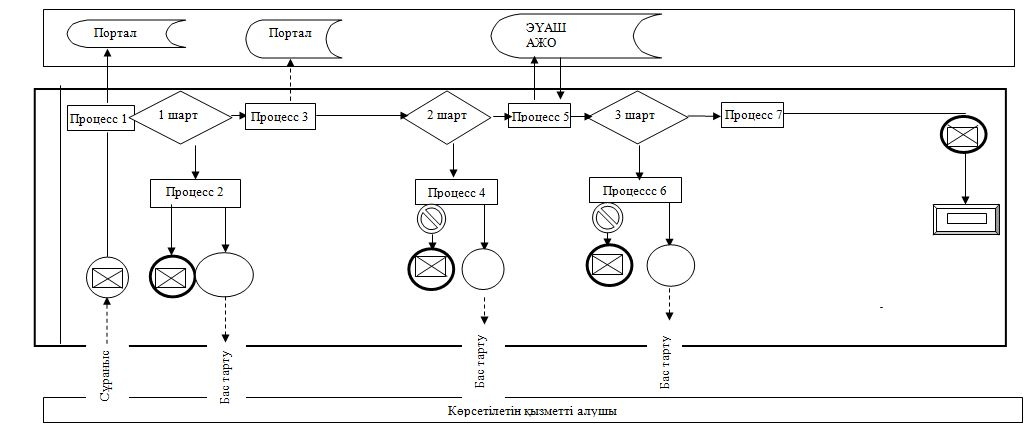 Портал
Портал
ЭҮАШ
АЖО
Процесс 1
1 шарт
Процесс 3
2 шарт
Процесс 5
3 шарт
Процесс 7
Процесс 2
Процесс 4
Процессс 6
Сұраныс
Бас тарту
Бас тарту
Бас тарту
Көрсетілетін қызметті алушы